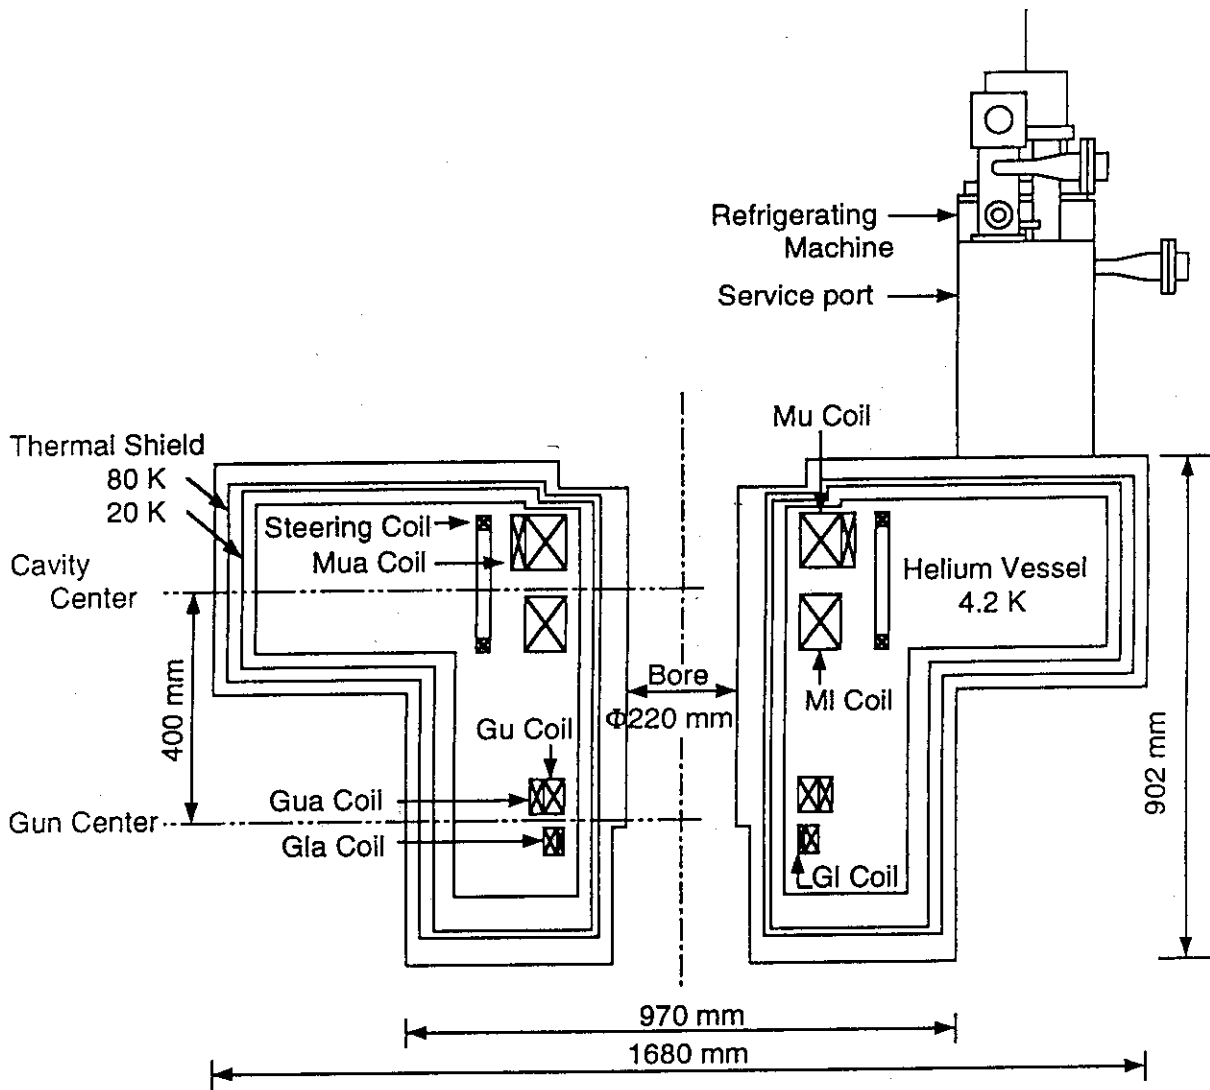 Refrigerating
Machine
Service port
Mu Coil
Thermal Shield
80 K
20 K
Steering Coil
Mua Coil
Helium Vessel
4.2 K
Cavity
Center
Bore
Φ220 mm
Ml Coil
400 mm
Gu Coil
902 mm
Gua Coil
Gun Center
Gla Coil
Gl Coil
970 mm
1680 mm